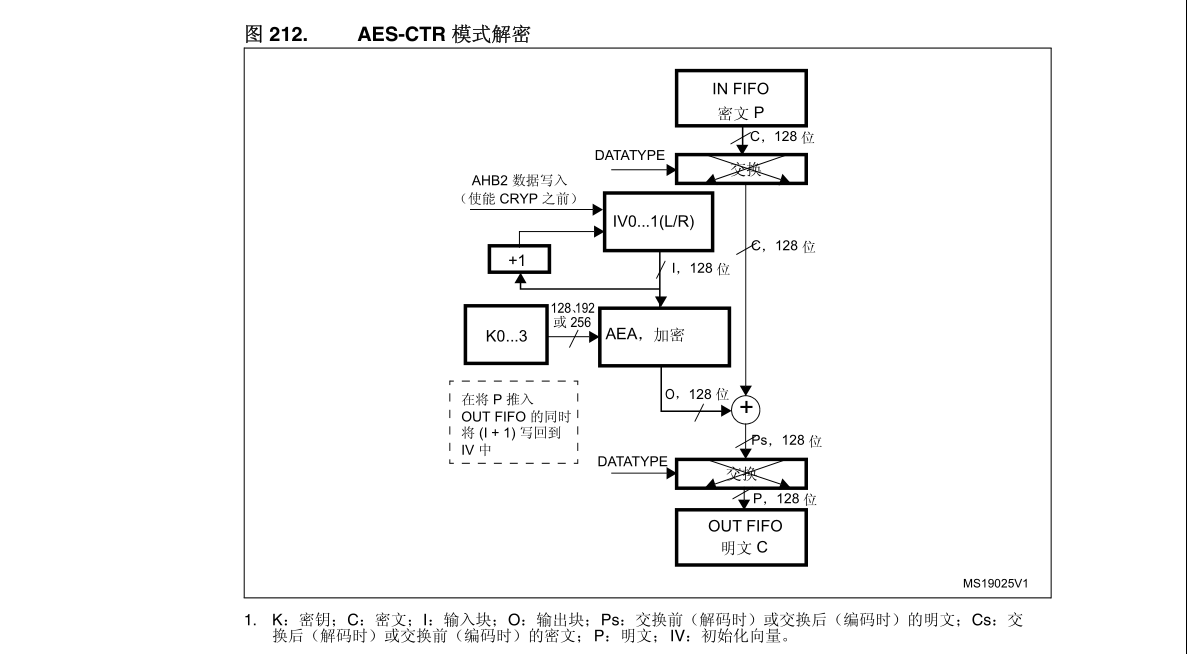 图 212. AES-CTR 模式解密
IN FIFO
密文 P
C，128 位
DATATYPE
交换
AHB2 数据写入
（使能 CRYP 之前）
IV0...1(L/R)
C，128 位
+1
I，128 位
128、192
或 256
K0...3
AEA，加密
在将 P 推入
OUT FIFO 的同时
将 (I + 1) 写回到
IV 中
O，128 位
+
Ps，128 位
DATATYPE
交换
P，128 位
OUT FIFO
明文 C
MS19025V1
1. K：密钥；C：密文；I：输入块；O：输出块；Ps：交换前（解码时）或交换后（编码时）的明文；Cs：交
换后（解码时）或交换前（编码时）的密文；P：明文；IV：初始化向量。